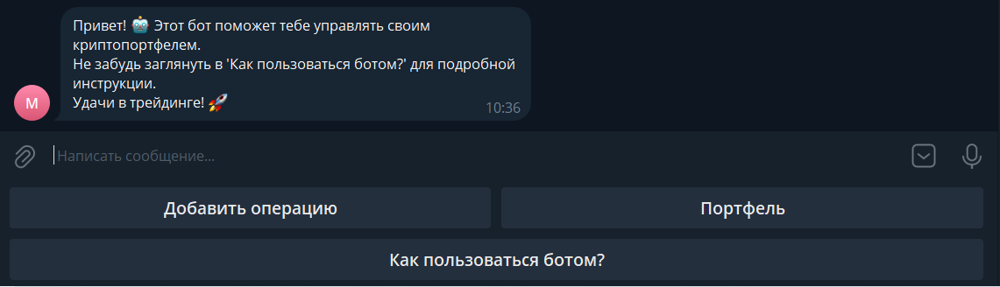 Привет! 🤖 Этот бот поможет тебе управлять своим
криптопортфелем.
Не забудь заглянуть в 'Как пользоваться ботом?' для подробной
инструкции.
Удачи в трейдинге! 🚀
М
10:36
Написать сообщение...
Добавить операцию
Портфель
Как пользоваться ботом?